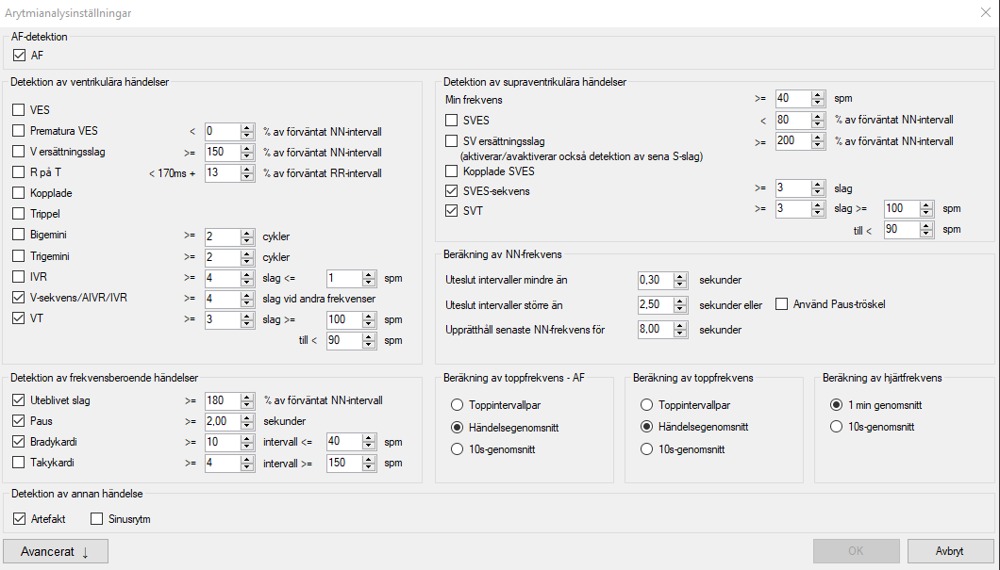 Arytmianalysinställningar
AF-detektion
AF
Detektion av ventrikulära händelser
VES
Prematura VES < 0 % av förväntat NN-intervall
V ersättningsslag >= 150 % av förväntat NN-intervall
R på T < 170ms + 13 % av förväntat RR-intervall
Kopplade
Trippel
Bigemini >= 2 cykler
Trigemini >= 2 cykler
IVR >= 4 slag <= 1 spm
V-sekvens/AIVR/IVR >= 4 slag vid andra frekvenser
VT >= 3 slag >= 100 spm
till < 90 spm
Detektion av supraventrikulära händelser
Min frekvens >= 40 spm
SVES < 80 % av förväntat NN-intervall
SV ersättningsslag >= 200 % av förväntat NN-intervall
(aktiverar/avaktiverar också detektion av sena S-slag)
Kopplade SVES
SVES-sekvens >= 3 slag
SVT >= 3 slag >= 100 spm
till < 90 spm
Beräkning av NN-frekvens
Uteslut intervaller mindre än 0,30 sekunder
Uteslut intervaller större än 2,50 sekunder eller Använd Paus-tröskel
Upprätthåll senaste NN-frekvens för 8,00 sekunder
Detektion av frekvensberoende händelser
Uteblivet slag >= 180 % av förväntat NN-intervall
Paus >= 2,00 sekunder
Bradykardi >= 10 intervall <= 40 spm
Takykardi >= 4 intervall >= 150 spm
Beräkning av toppfrekvens - AF
Toppintervallpar
Händelsegenomsnitt
10s-genomsnitt
Beräkning av toppfrekvens
Toppintervallpar
Händelsegenomsnitt
10s-genomsnitt
Beräkning av hjärtfrekvens
1 min genomsnitt
10s-genomsnitt
Detektion av annan händelse
Artefakt Sinusrytm
Avancerat ↓ OK Avbryt